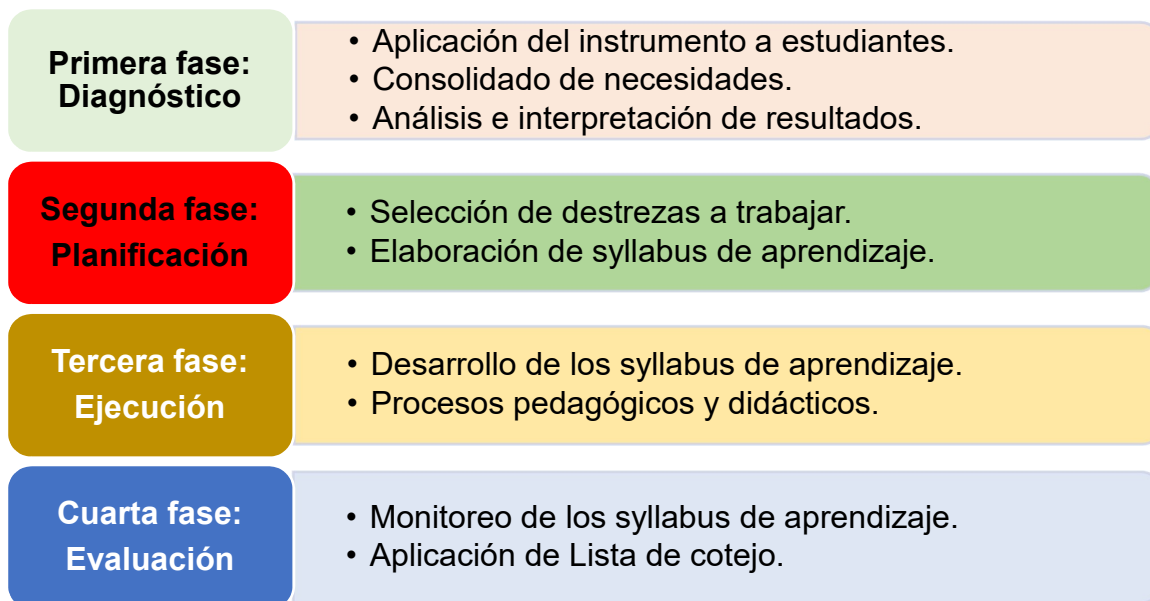 Primera fase:
Diagnóstico
• Aplicación del instrumento a estudiantes.
• Consolidado de necesidades.
• Análisis e interpretación de resultados.
Segunda fase:
Planificación
• Selección de destrezas a trabajar.
• Elaboración de syllabus de aprendizaje.
Tercera fase:
Ejecución
• Desarrollo de los syllabus de aprendizaje.
• Procesos pedagógicos y didácticos.
Cuarta fase:
Evaluación
• Monitoreo de los syllabus de aprendizaje.
• Aplicación de Lista de cotejo.